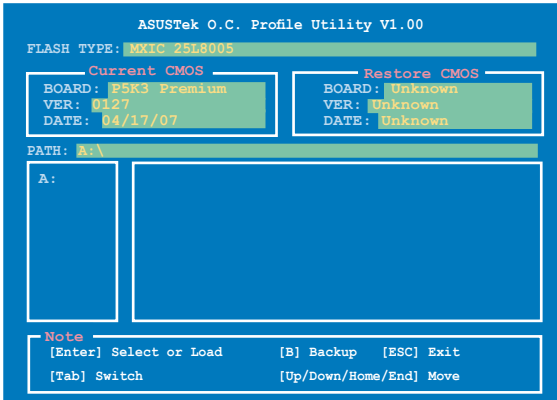 ASUSTek O.C. Profile Utility V1.00
FLASH TYPE: MXIC 25L8005
Current CMOS
BOARD: P5K3 Premium
VER: 0127
DATE: 04/17/07
Restore CMOS
BOARD: Unknown
VER: Unknown
DATE: Unknown
PATH: A:\
A:
Note
[Enter] Select or Load [B] Backup [ESC] Exit
[Tab] Switch [Up/Down/Home/End] Move